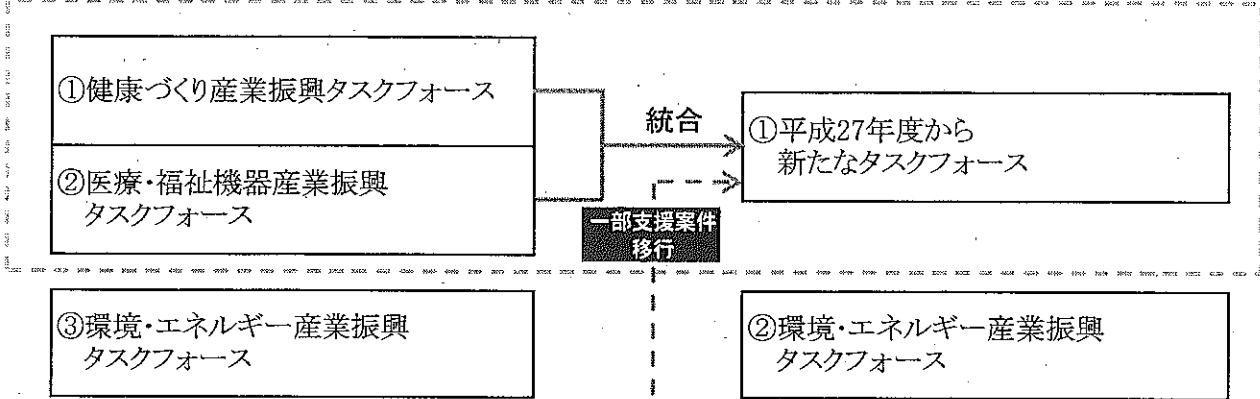 ①健康づくり産業振興タスクフォース
②医療・福祉機器産業振興
タスクフォース
統合
①平成27年度から
新たなタスクフォース
一部支援案件
移行
③環境・エネルギー産業振興
タスクフォース
②環境・エネルギー産業振興
タスクフォース